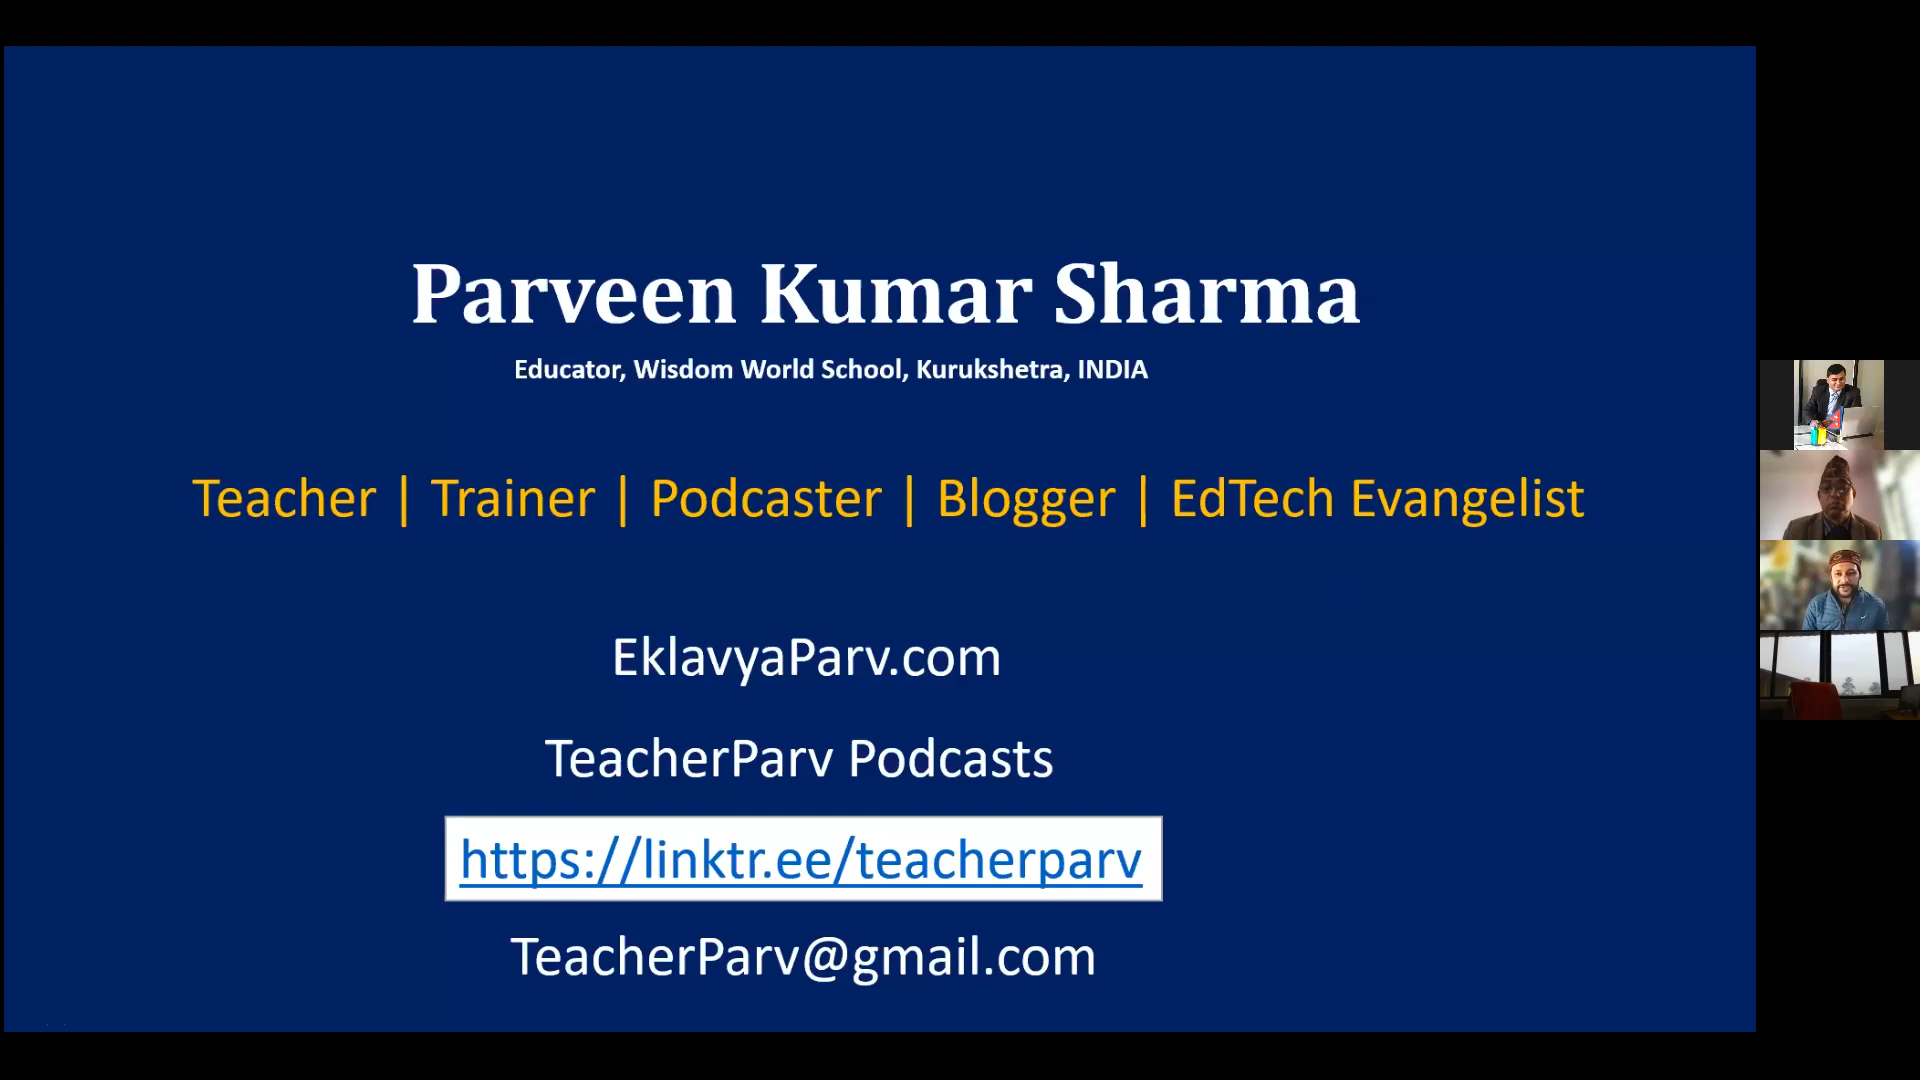 Parveen Kumar Sharma
Educator, Wisdom World School, Kurukshetra, INDIA
Teacher | Trainer | Podcaster | Blogger | EdTech Evangelist
EklavyaParv.com
TeacherParv Podcasts
https://linktr.ee/teacherparv
TeacherParv@gmail.com